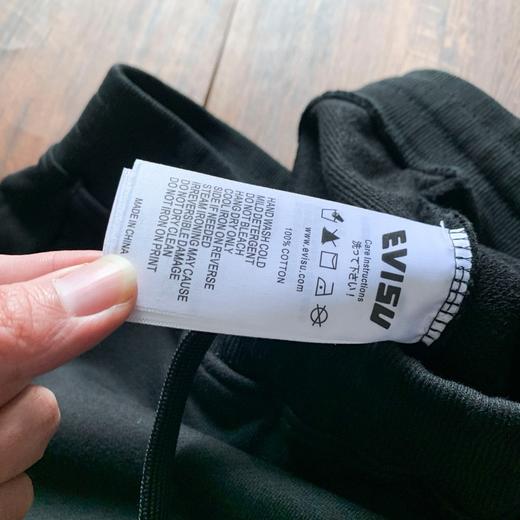 EVISU
Care Instructions
洗って下さい!
www.evisu.com
100% COTTON
HAND WASH COLD
MILD DETERGENT
DO NOT BLEACH
HANG DRY ONLY
COOL IRON ON REVERSE
SIDE IF NEEDED
STEAM IRONING MAY CAUSE
IRREVERSIBLE DAMAGE
DO NOT DRY CLEAN
DO NOT IRON ON PRINT
MADE IN CHINA